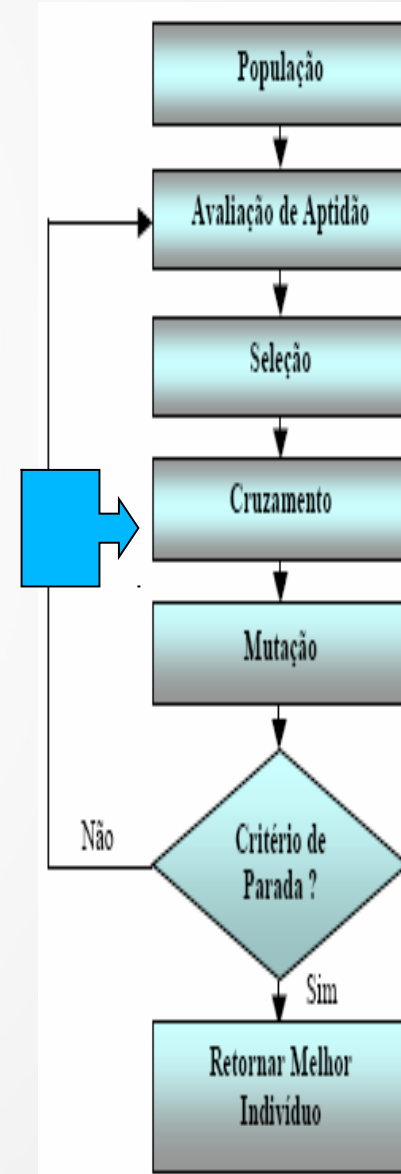 População
Avaliação de Aptidão
Seleção
Cruzamento
Mutação
Não
Critério de
Parada ?
Sim
Retornar Melhor
Indivíduo